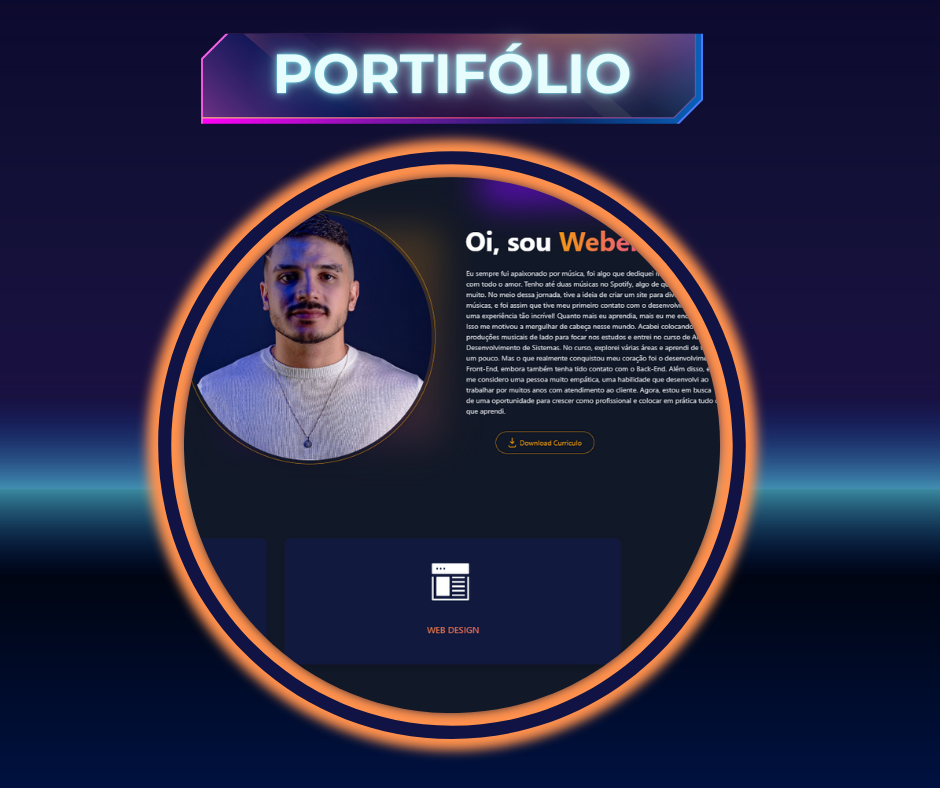 PORTIFÓLIO
Oi, sou Weber
Eu sempre fui apaixonado por música, foi algo que dediquei
com todo o amor. Tenho até duas músicas no Spotify, algo de
muito. No meio dessa jornada, tive a ideia de criar um site para
músicas, e foi assim que tive meu primeiro contato com o
uma experiência tão incrível! Quanto mais eu aprendia, mais eu me
Isso me motivou a mergulhar de cabeça nesse mundo. Acabei colocando
produções musicais de lado para focar nos estudos e entrei no curso de
Desenvolvimento de Sistemas. No curso, explorei várias áreas e aprendi de
um pouco. Mas o que realmente conquistou meu coração foi o
Front-End, embora também tenha tido contato com o Back-End. Além disso,
me considero uma pessoa muito empática, uma habilidade que desenvolvi ao
trabalhar por muitos anos com atendimento ao cliente. Agora, estou em busca
de uma oportunidade para crescer como profissional e colocar em prática tudo
que aprendi.
Download Curriculo
WEB DESIGN